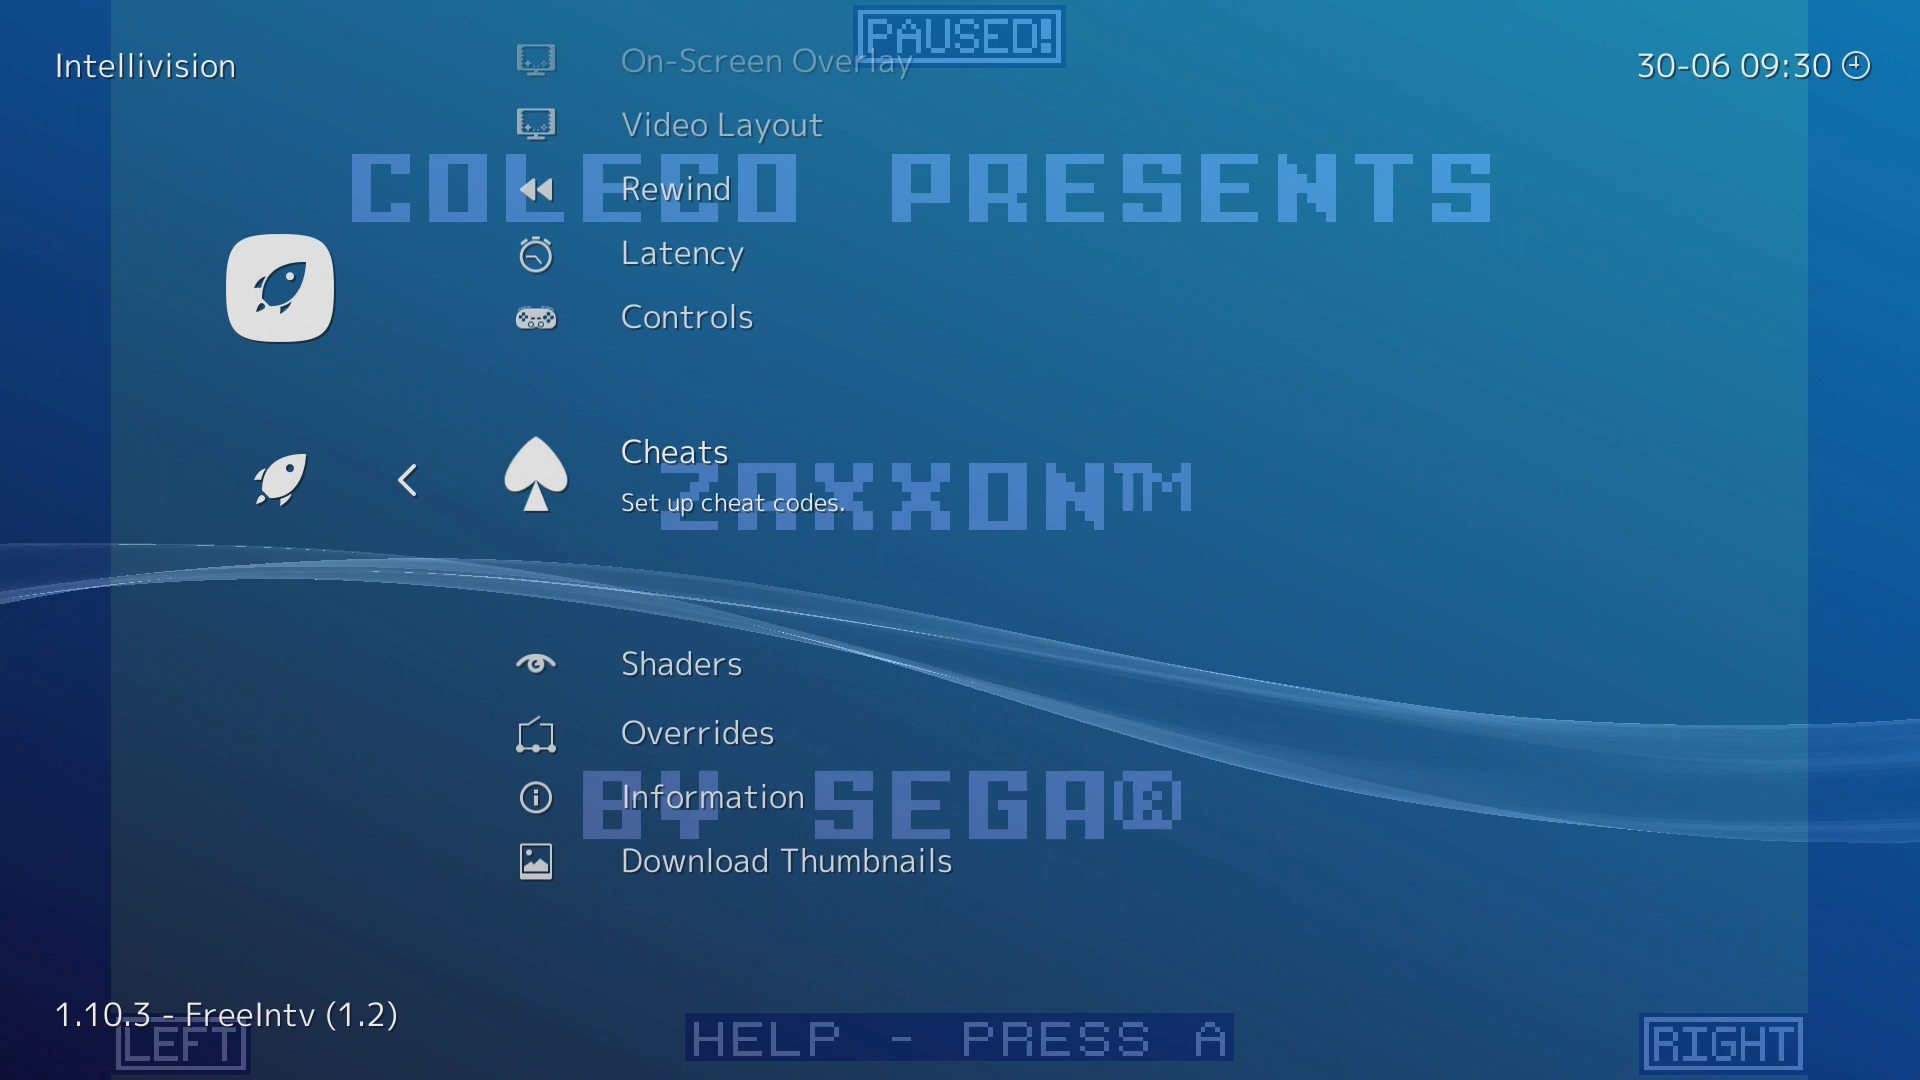 PAUSED!
Intellivision
On-Screen Overlay
30-06 09:30
Video Layout
COLECO PRESENTS
Rewind
Latency
Controls
Cheats
ZAXXON™
Set up cheat codes.
Shaders
Overrides
Information
BY SEGA®
Download Thumbnails
1.10.3 - FreeIntv (1.2)
LEFT
HELP - PRESS A
RIGHT